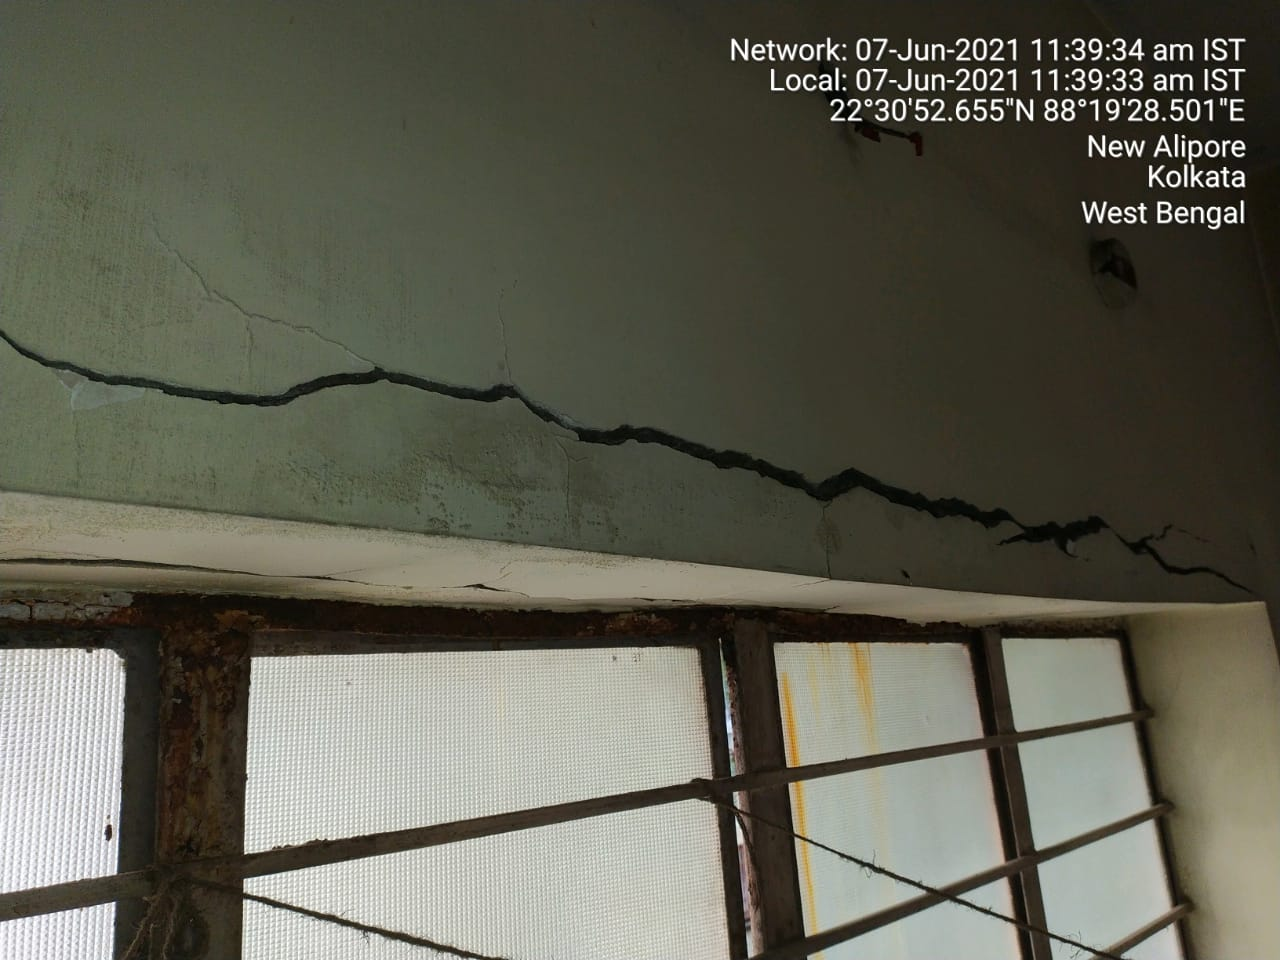 Network: 07-Jun-2021 11:39:34 am IST
Local: 07-Jun-2021 11:39:33 am IST
22°30'52.655"N 88°19'28.501"E
New Alipore
Kolkata
West Bengal